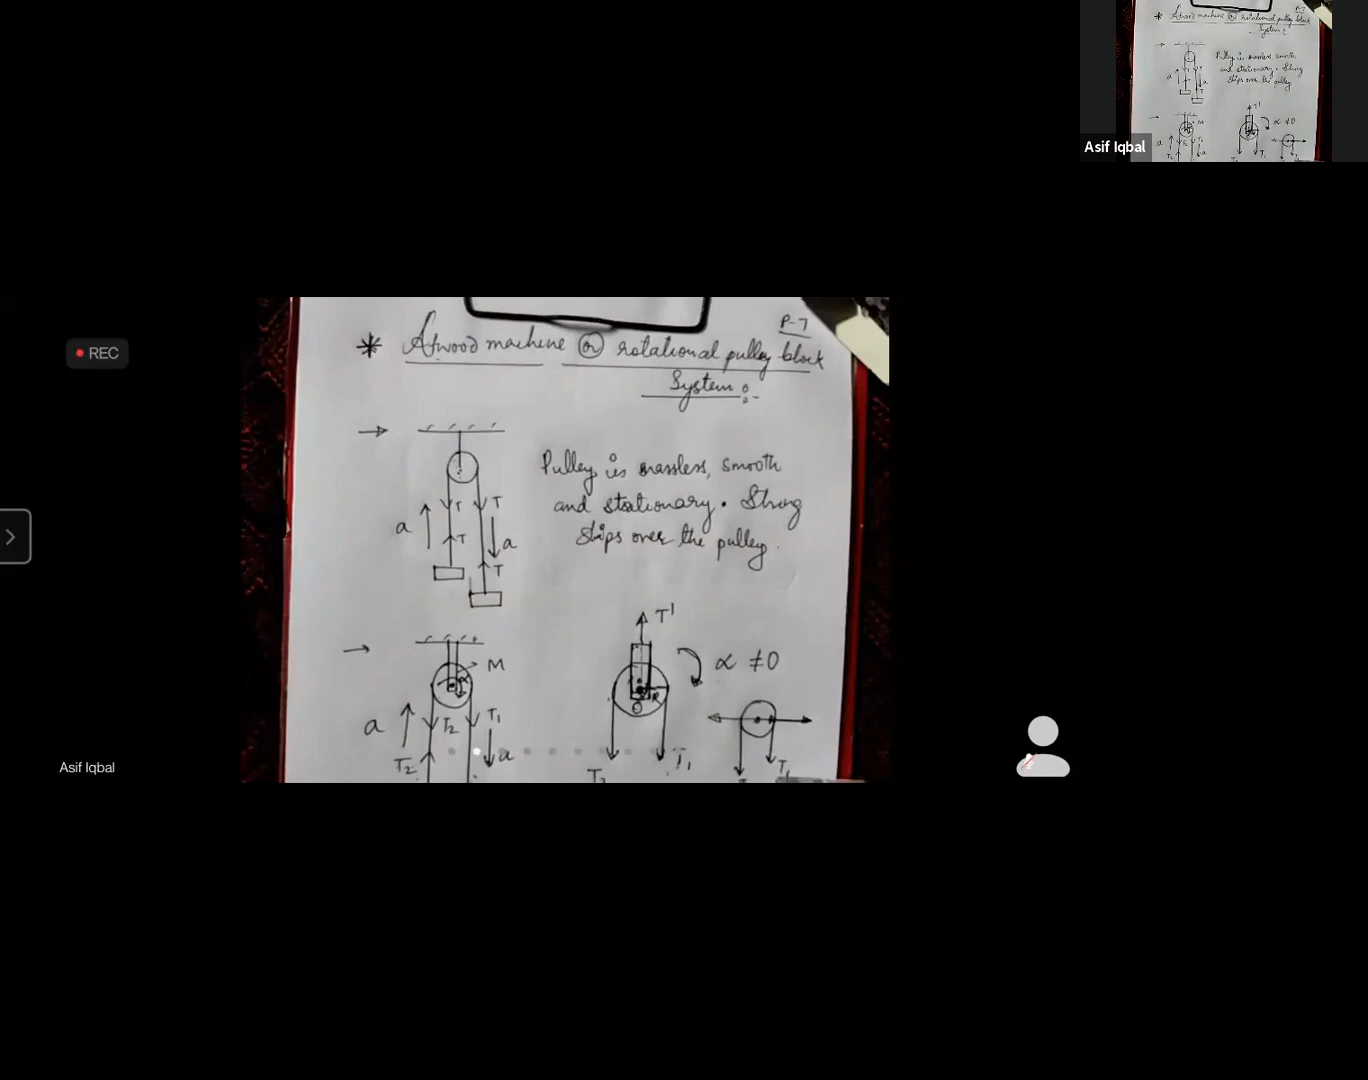 P-7
* Atwood machine or rotational pulley block
System :-
Pulley is massless, smooth
and stationary. String
slips over the pulley.
a
T
T
T
a
T
M
a
T2
T1
a
T2
T'
α ≠0
R
O
T1
T1
REC
Asif Iqbal
Asif Iqbal